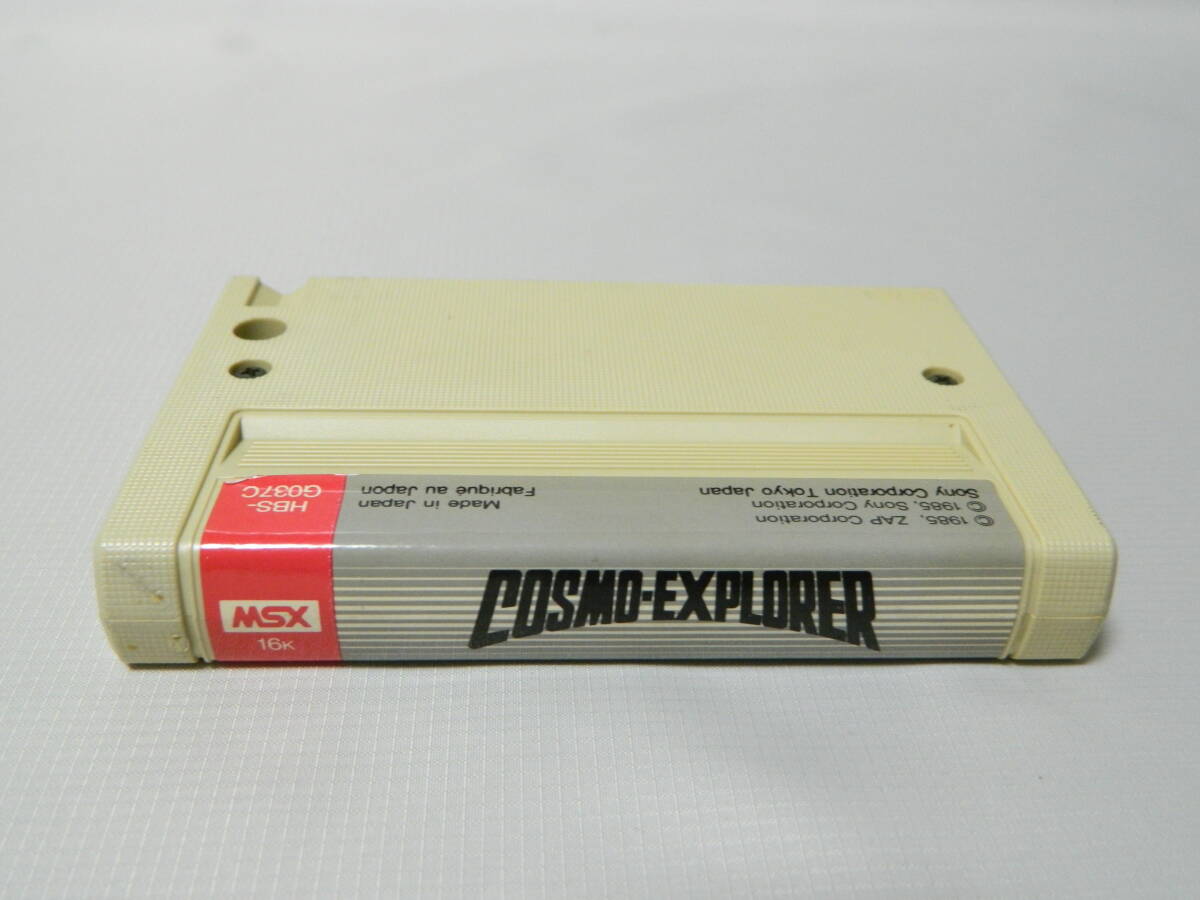 COSMO-EXPLORER
MSX
16K
HBS-
G037C
Made in Japan
Fabriqué au Japon
© 1985, ZAP Corporation
© 1985, Sony Corporation
Sony Corporation Tokyo Japan